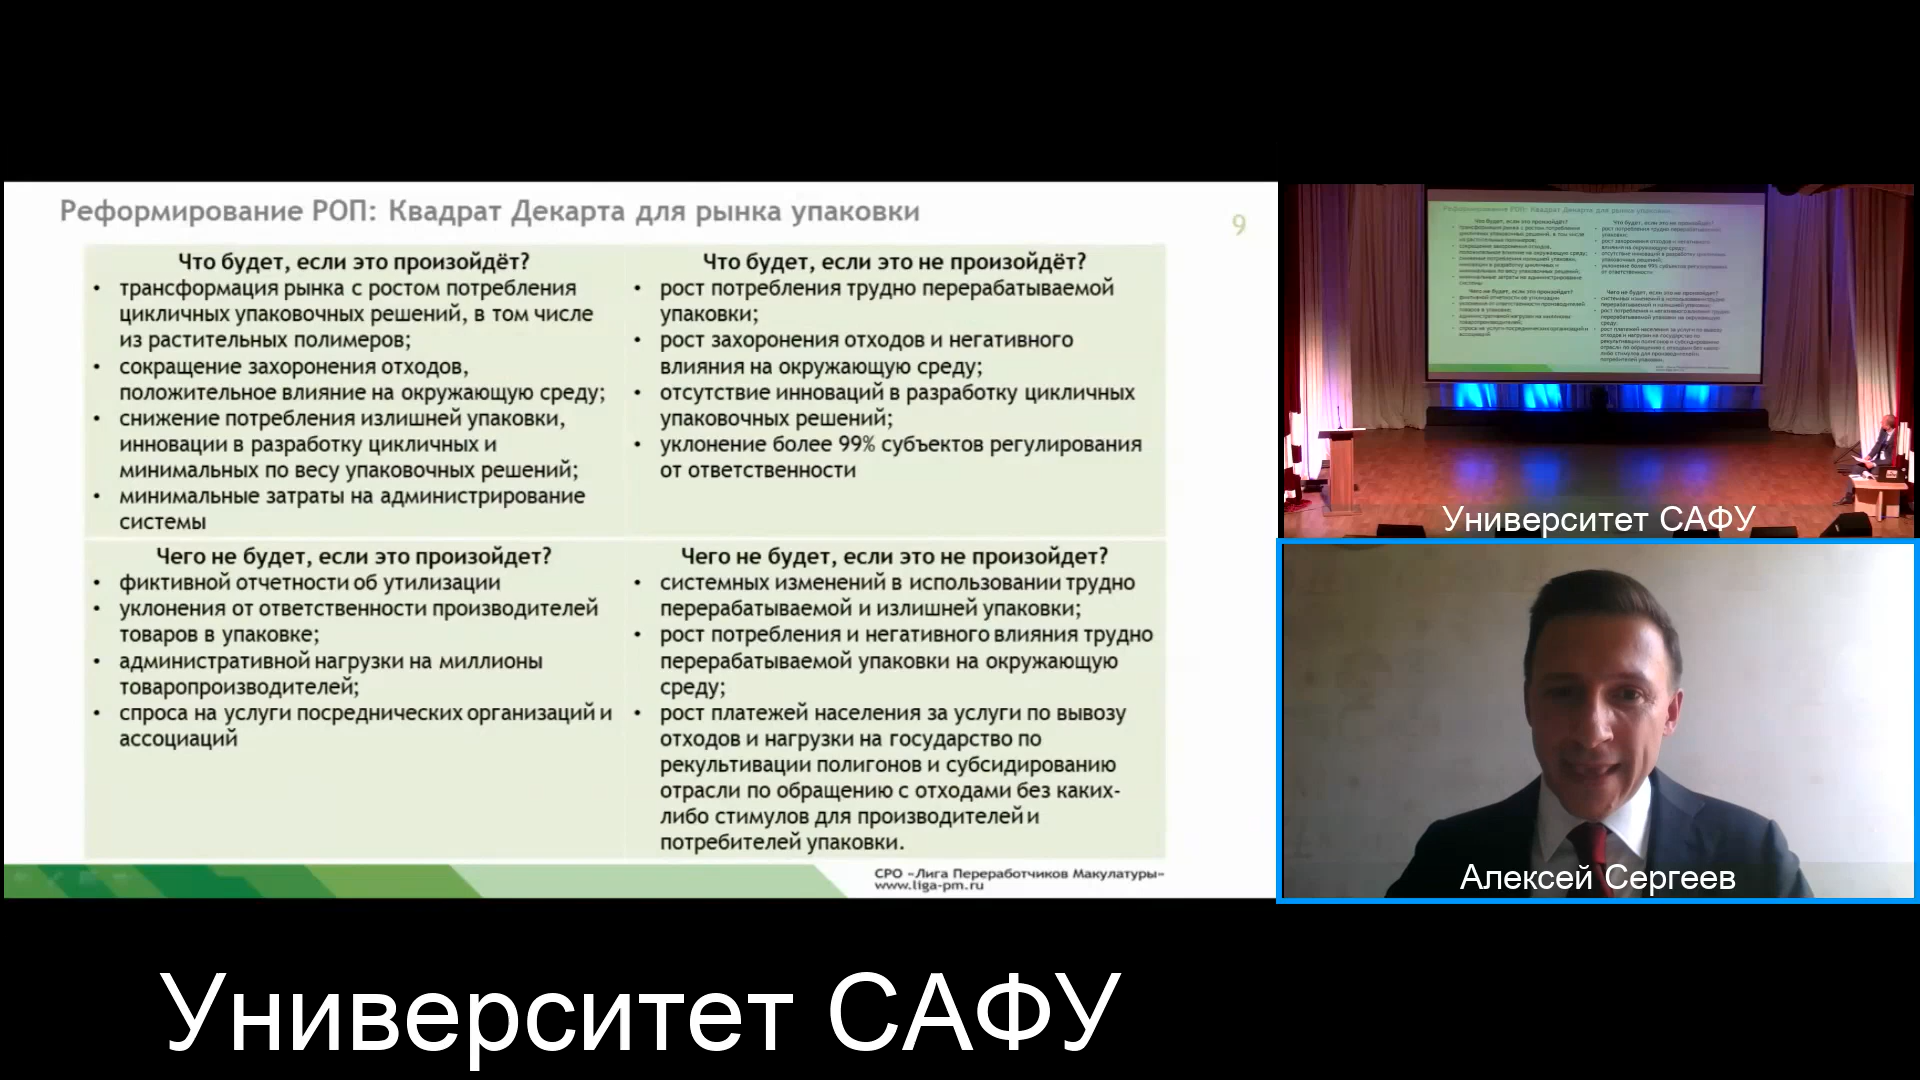 Реформирование РОП: Квадрат Декарта для рынка упаковки
9
Что будет, если это произойдёт?
• трансформация рынка с ростом потребления
цикличных упаковочных решений, в том числе
из растительных полимеров;
• сокращение захоронения отходов,
положительное влияние на окружающую среду;
• снижение потребления излишней упаковки,
инновации в разработку цикличных и
минимальных по весу упаковочных решений;
• минимальные затраты на администрирование
системы
Что будет, если это не произойдёт?
• рост потребления трудно перерабатываемой
упаковки;
• рост захоронения отходов и негативного
влияния на окружающую среду;
• отсутствие инноваций в разработку цикличных
упаковочных решений;
• уклонение более 99% субъектов регулирования
от ответственности
Чего не будет, если это произойдет?
• фиктивной отчетности об утилизации
• уклонения от ответственности производителей
товаров в упаковке;
• административной нагрузки на миллионы
товаропроизводителей;
• спроса на услуги посреднических организаций и
ассоциаций
Чего не будет, если это не произойдет?
• системных изменений в использовании трудно
перерабатываемой и излишней упаковки;
• рост потребления и негативного влияния трудно
перерабатываемой упаковки на окружающую
среду;
• рост платежей населения за услуги по вывозу
отходов и нагрузки на государство по
рекультивации полигонов и субсидированию
отрасли по обращению с отходами без каких-
либо стимулов для производителей и
потребителей упаковки.
СРО «Лига Переработчиков Макулатуры»
www.liga-pm.ru
Университет САФУ
Алексей Сергеев
Университет САФУ